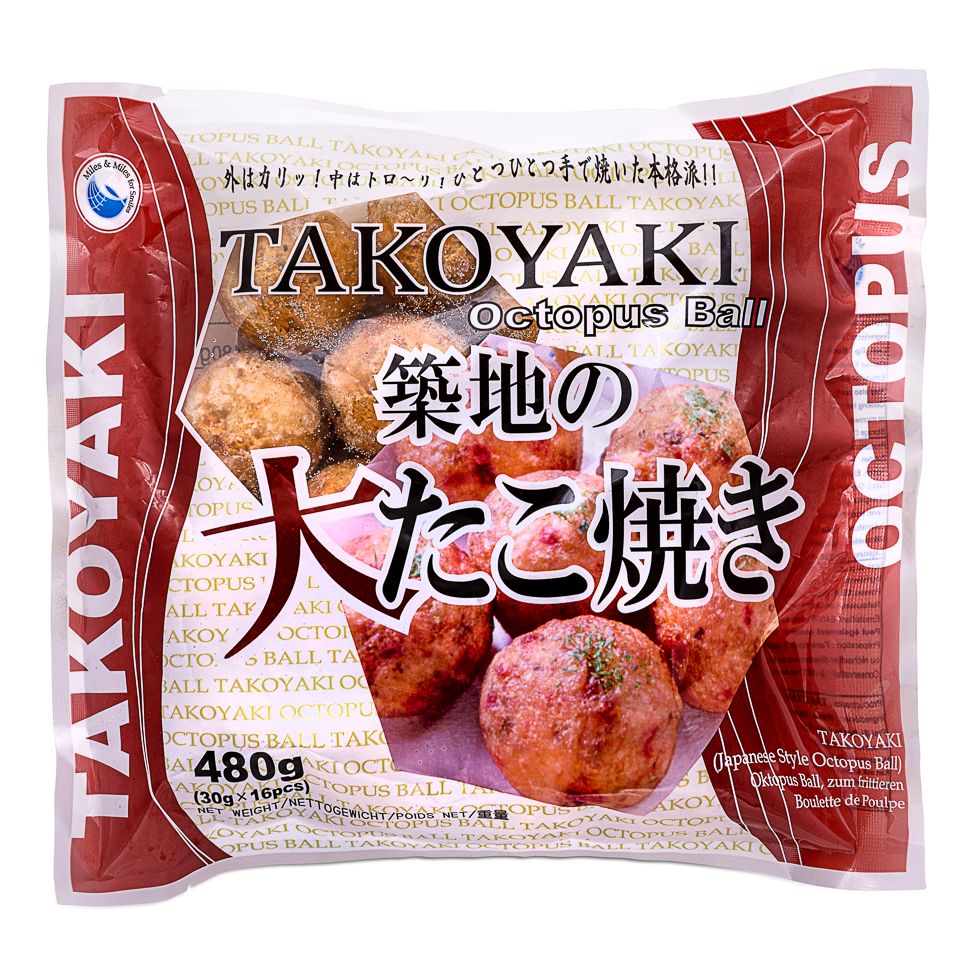 Miles & Miles for Smiles
外はカリッ!中はトロ〜リ!ひとつひとつ手で焼いた本格派!!
TAKOYAKI
Octopus Ball
築地の
大たこ焼き
TAKOYAKI
OCTOPUS
480g
(30g×16pcs)
NET WEIGHT/NETTOGEWICHT/POIDS NET/重量
TAKOYAKI
(Japanese Style Octopus Ball)
Oktopus Ball, zum frittieren
Boulette de Poulpe